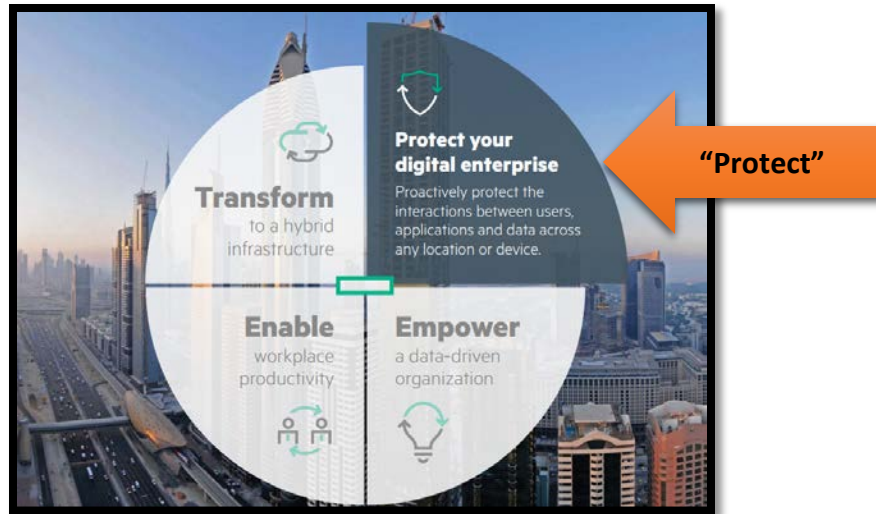 Transform
to a hybrid
infrastructure
Protect your
digital enterprise
Proactively protect the
interactions between users,
applications and data across
any location or device.
“Protect”
Enable
workplace
productivity
Empower
a data-driven
organization